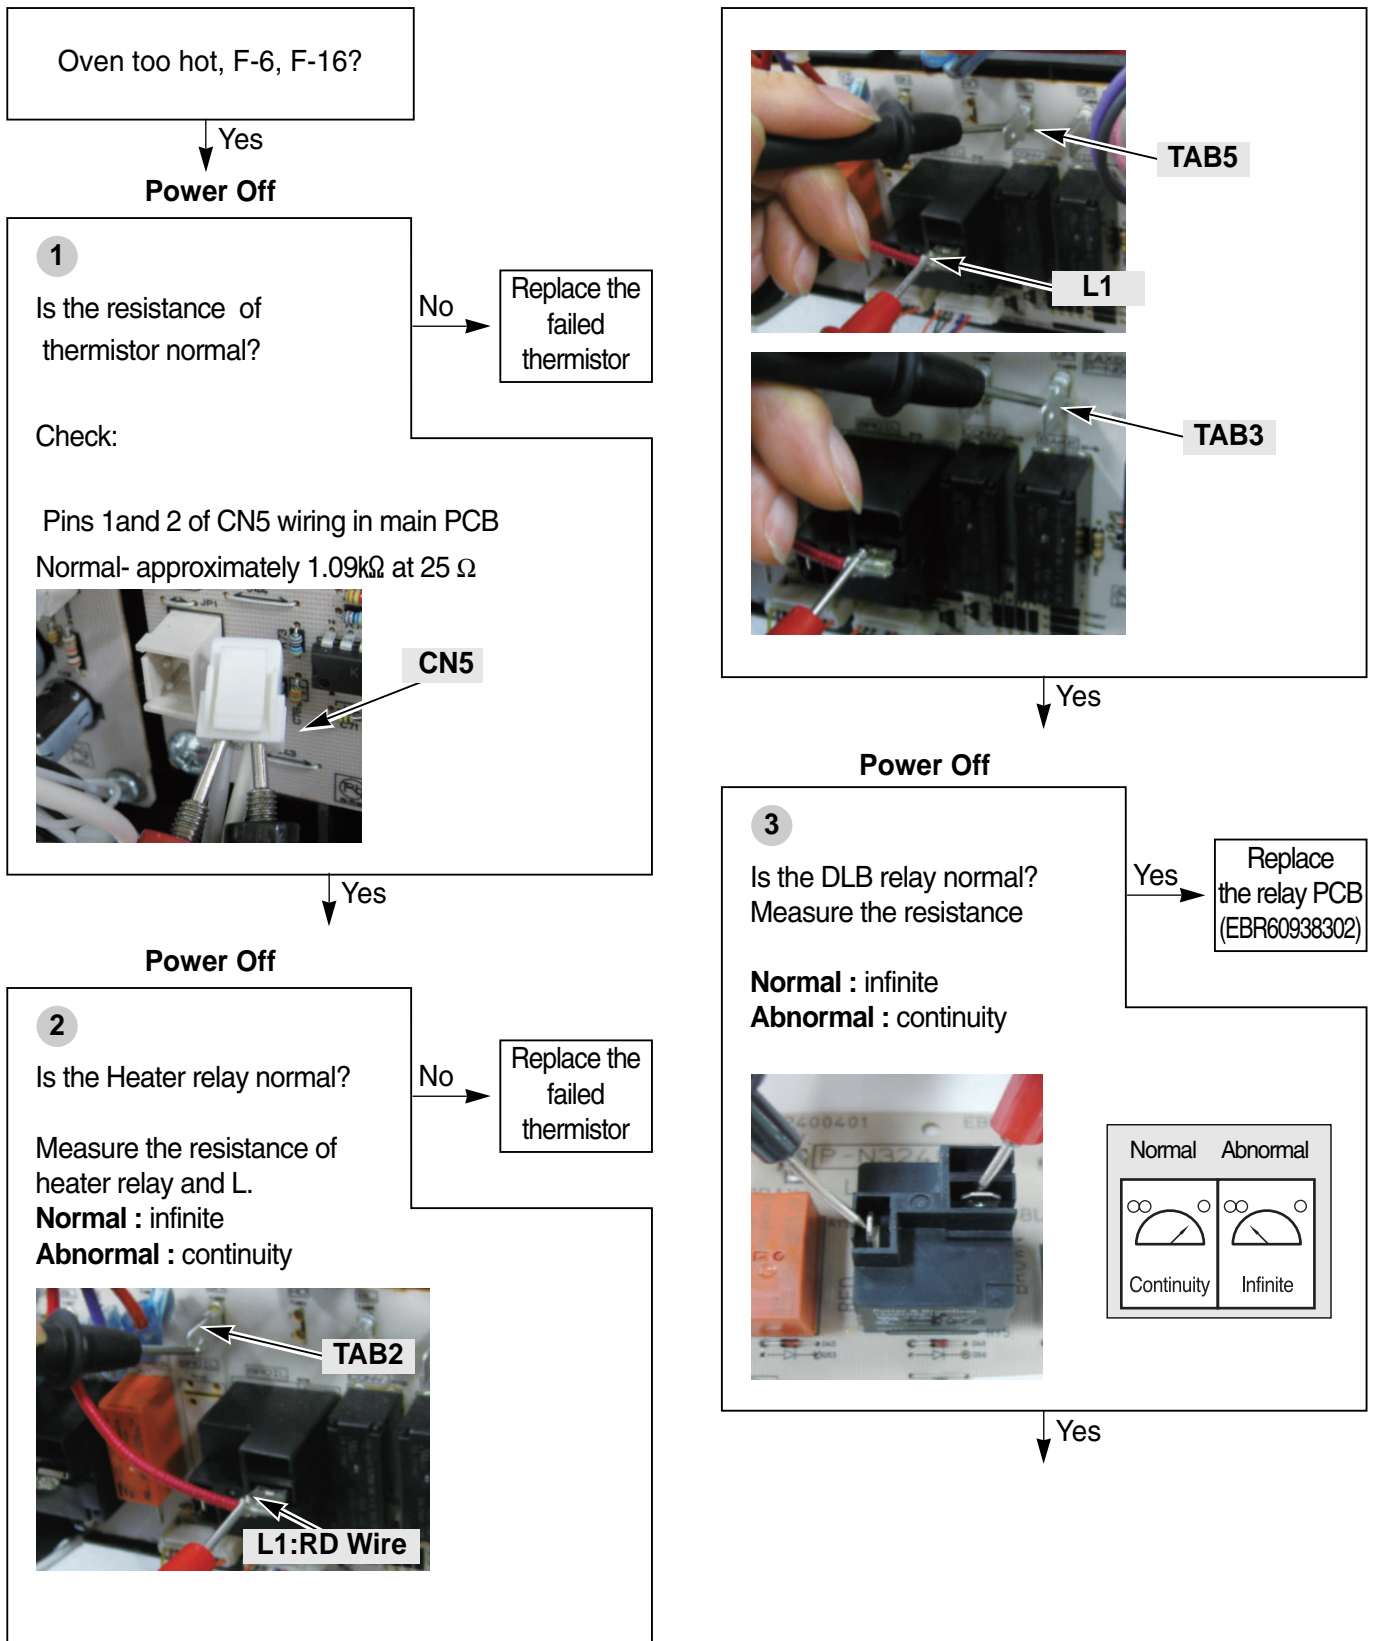 Oven too hot, F-6, F-16?
Yes
Power Off
1
Is the resistance of
thermistor normal?
No
Replace the
failed
thermistor
Check:
Pins 1and 2 of CN5 wiring in main PCB
Normal- approximately 1.09kΩ at 25 Ω
CN5
Yes
Power Off
2
Is the Heater relay normal?
No
Replace the
failed
thermistor
Measure the resistance of
heater relay and L.
Normal : infinite
Abnormal : continuity
TAB2
L1:RD Wire
TAB5
L1
TAB3
Yes
Power Off
3
Is the DLB relay normal?
Measure the resistance
Yes
Replace
the relay PCB
(EBR60938302)
Normal : infinite
Abnormal : continuity
2400401
P-N324
Normal Abnormal
Continuity Infinite
Yes